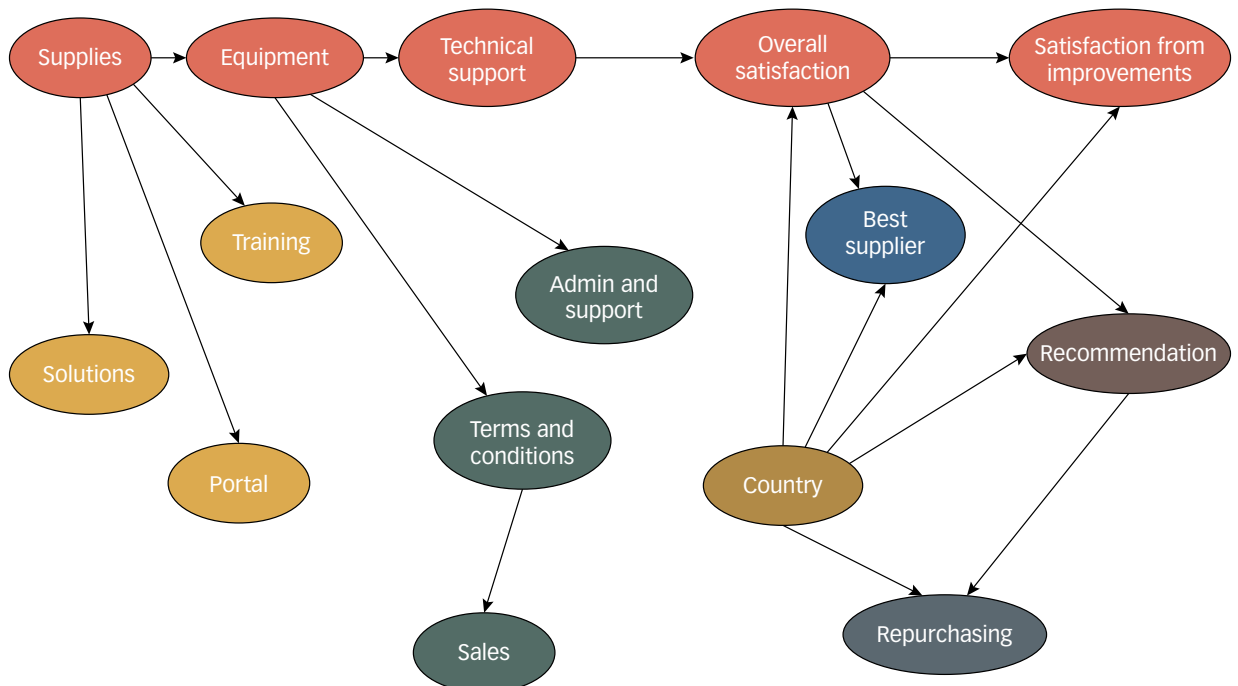 Supplies
Equipment
Technical
support
Overall
satisfaction
Satisfaction from
improvements
Training
Best
supplier
Admin and
support
Solutions
Recommendation
Terms and
conditions
Portal
Country
Sales
Repurchasing